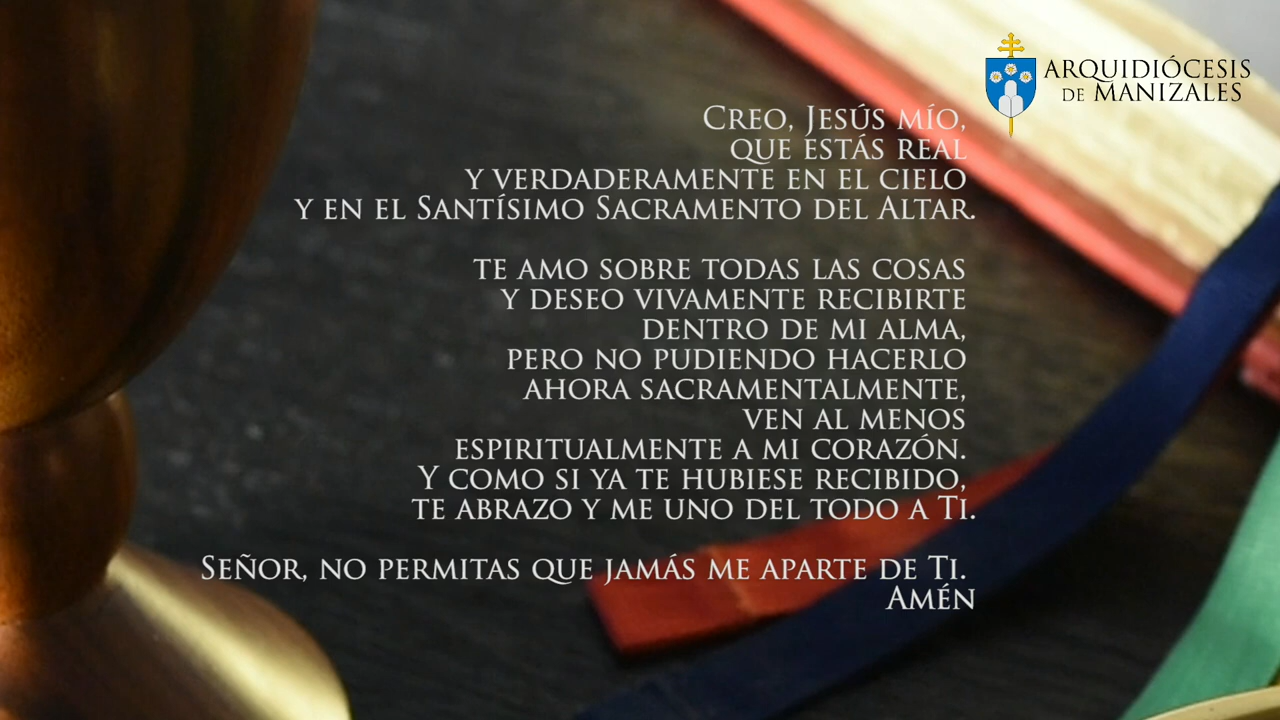 ARQUIDIÓCESIS
DE MANIZALES
CREO, JESÚS MÍO,
QUE ESTÁS REAL
Y VERDADERAMENTE EN EL CIELO
Y EN EL SANTÍSIMO SACRAMENTO DEL ALTAR.
TE AMO SOBRE TODAS LAS COSAS
Y DESEO VIVAMENTE RECIBIRTE
DENTRO DE MI ALMA,
PERO NO PUDIENDO HACERLO
AHORA SACRAMENTALMENTE,
VEN AL MENOS
ESPIRITUALMENTE A MI CORAZÓN.
Y COMO SI YA TE HUBIESE RECIBIDO,
TE ABRAZO Y ME UNO DEL TODO A TI.
SEÑOR, NO PERMITAS QUE JAMÁS ME APARTE DE TI.
AMÉN